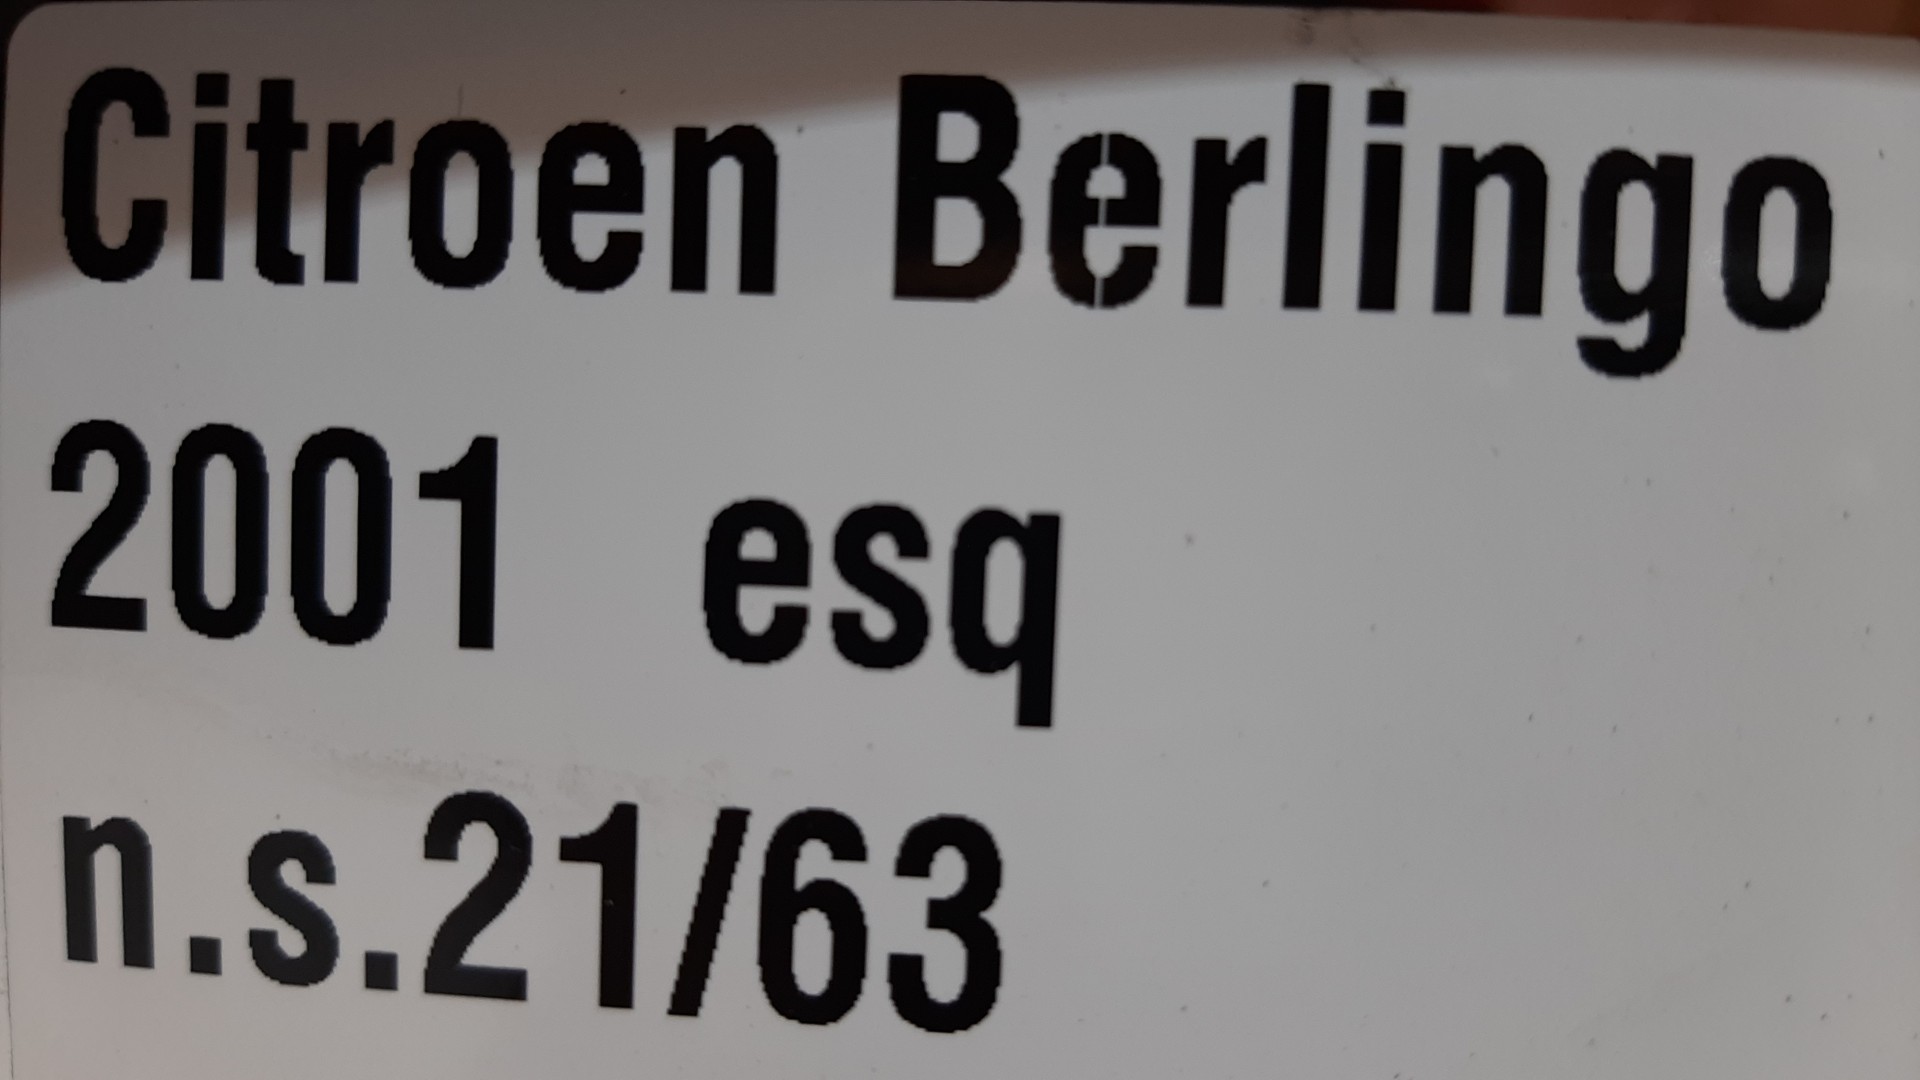 Citroen Berlingo
2001 esq
n.s.21/63